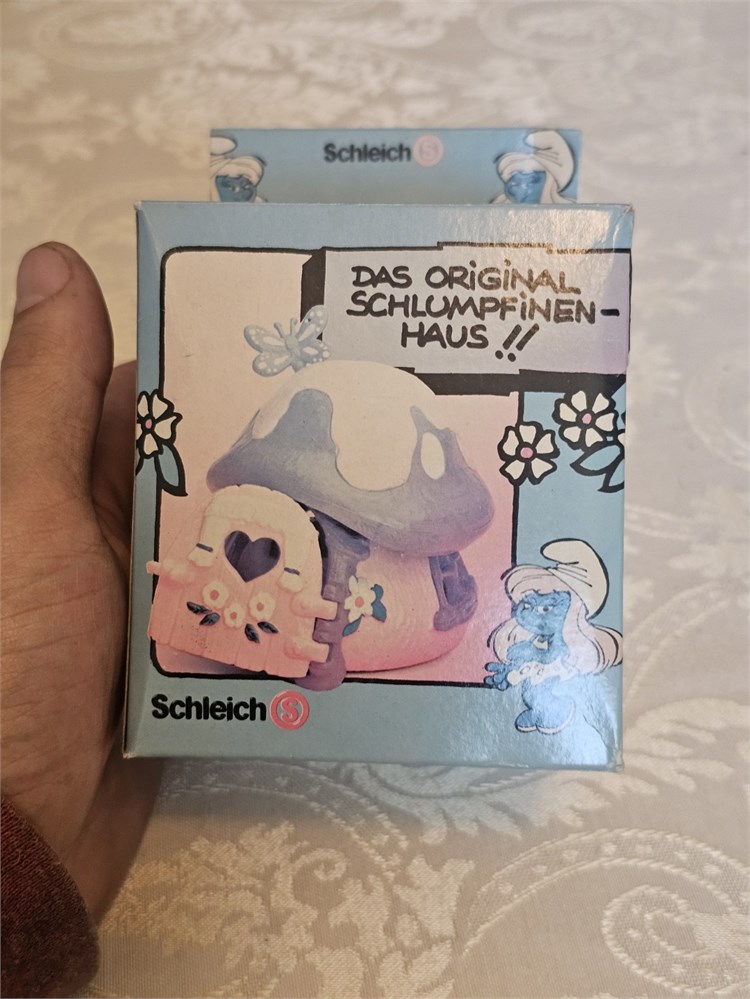 Schleich S
DAS ORiGiNAL
SCHLUMPFiNEN-
HAUS !!
Schleich S